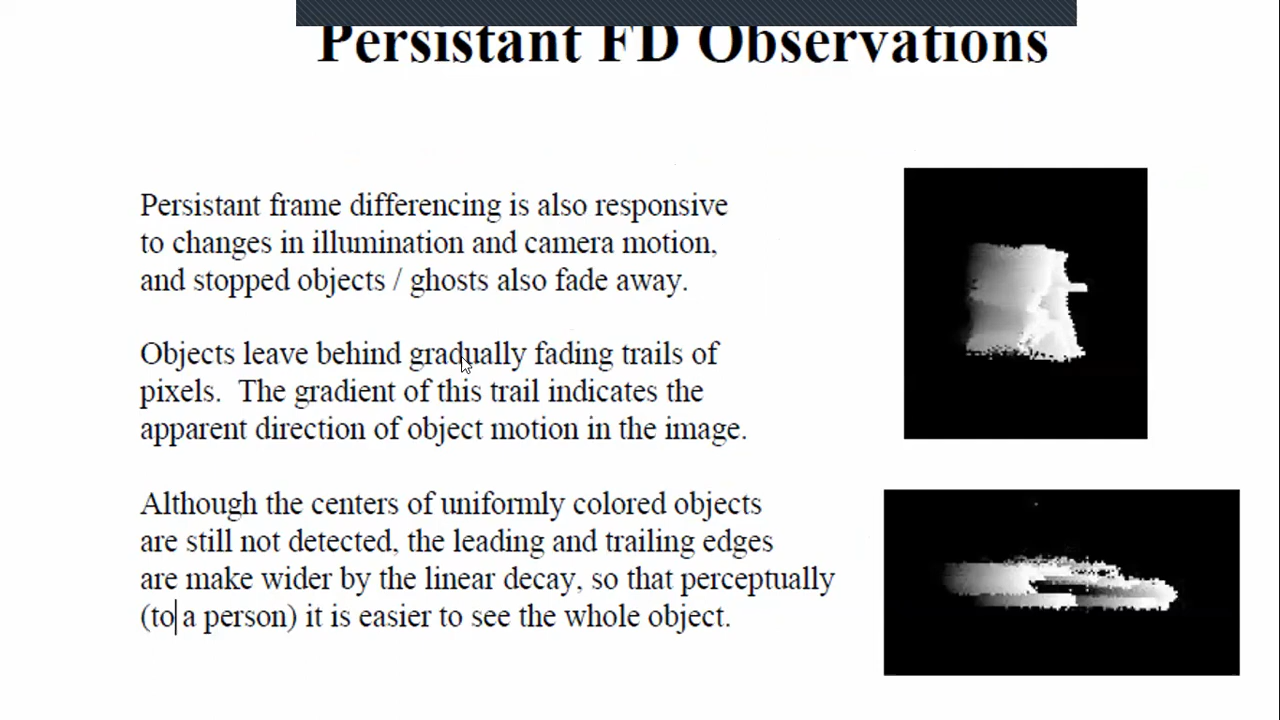 Persistant FD Observations
Persistant frame differencing is also responsive
to changes in illumination and camera motion,
and stopped objects / ghosts also fade away.
Objects leave behind gradually fading trails of
pixels.  The gradient of this trail indicates the
apparent direction of object motion in the image.
Although the centers of uniformly colored objects
are still not detected, the leading and trailing edges
are make wider by the linear decay, so that perceptually
(to a person) it is easier to see the whole object.